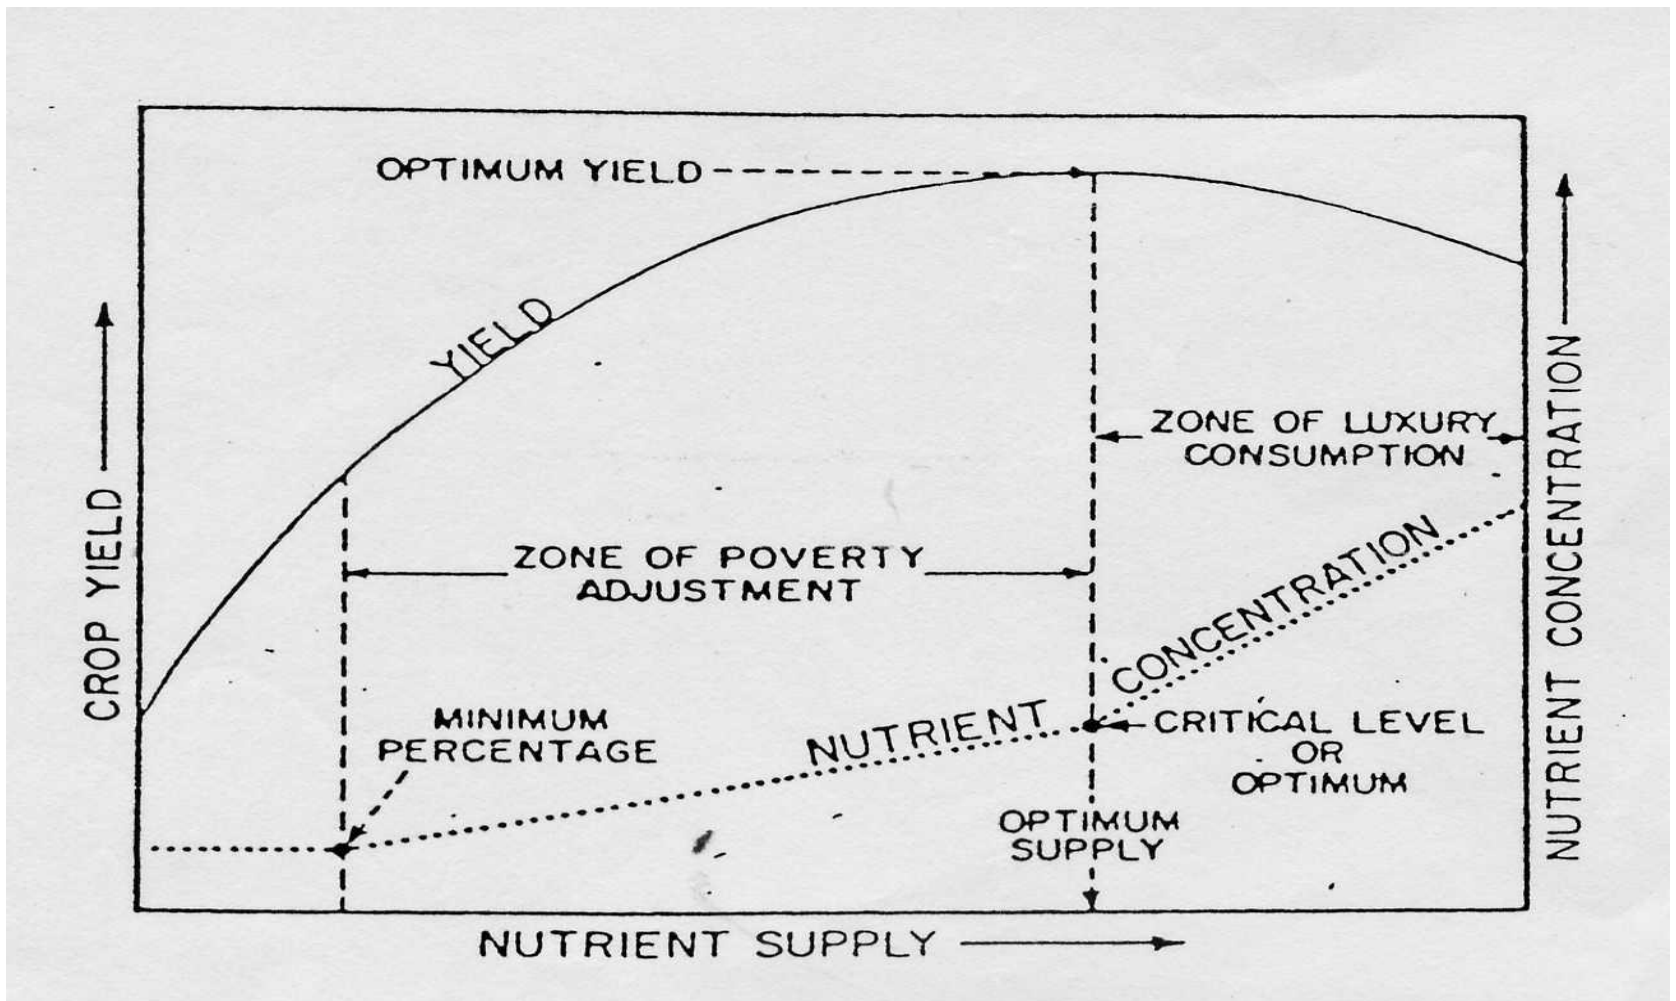 OPTIMUM YIELD
YIELD
ZONE OF LUXURY
CONSUMPTION
ZONE OF POVERTY
ADJUSTMENT
MINIMUM
PERCENTAGE
NUTRIENT CONCENTRATION
CRITICAL LEVEL
OR
OPTIMUM
OPTIMUM
SUPPLY
CROP YIELD
NUTRIENT CONCENTRATION
NUTRIENT SUPPLY